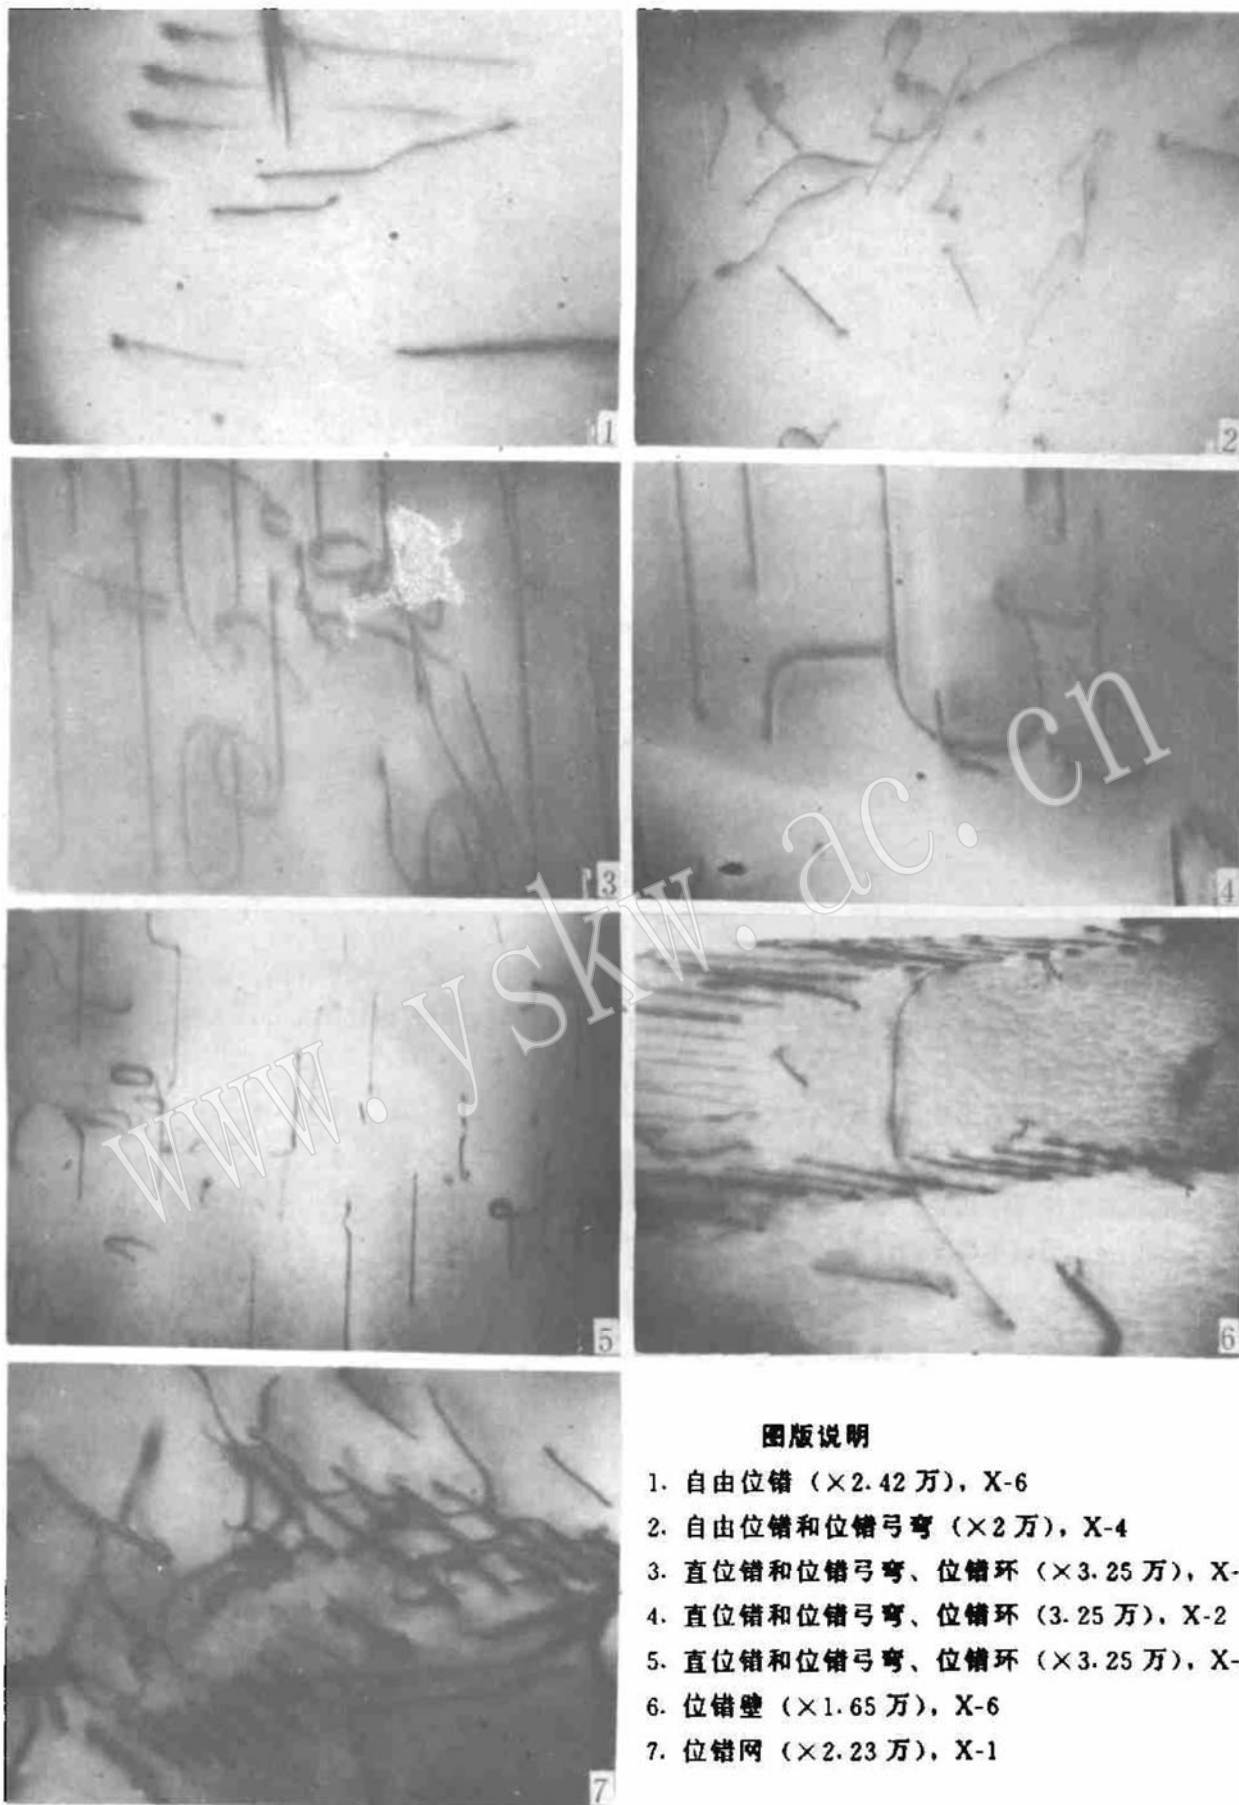 1
2
3
4
5
6
7
www.yskw.ac.cn
图版说明
1. 自由位错 (×2.42 万), X-6
2. 自由位错和位错弓弯 (×2 万), X-4
3. 直位错和位错弓弯、位错环 (×3.25 万), X-
4. 直位错和位错弓弯、位错环 (3.25 万), X-2
5. 直位错和位错弓弯、位错环 (×3.25 万), X-
6. 位错壁 (×1.65 万), X-6
7. 位错网 (×2.23 万), X-1